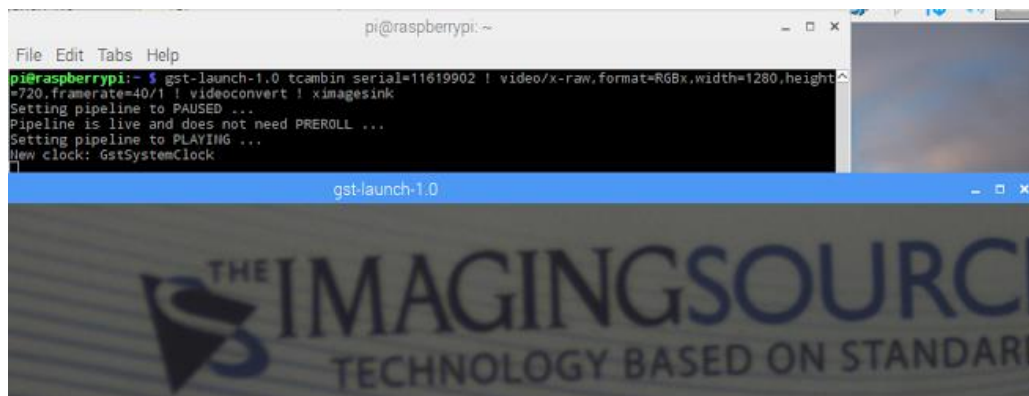 pi@raspberrypi: ~
File Edit Tabs Help
pi@raspberrypi:~ $ gst-launch-1.0 tcambin serial=11619902 ! video/x-raw,format=RGBx,width=1280,height
=720,framerate=40/1 ! videoconvert ! ximagesink
Setting pipeline to PAUSED ...
Pipeline is live and does not need PREROLL ...
Setting pipeline to PLAYING ...
New clock: GstSystemClock
gst-launch-1.0
THE IMAGINGSOURC
TECHNOLOGY BASED ON STANDAR